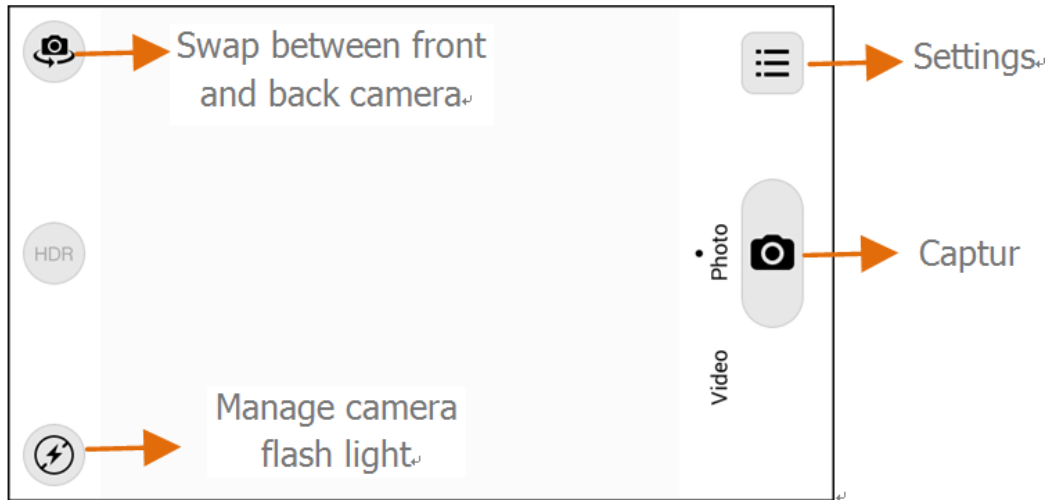 Swap between front
and back camera
Settings
HDR
Photo
Captur
Video
Manage camera
flash light